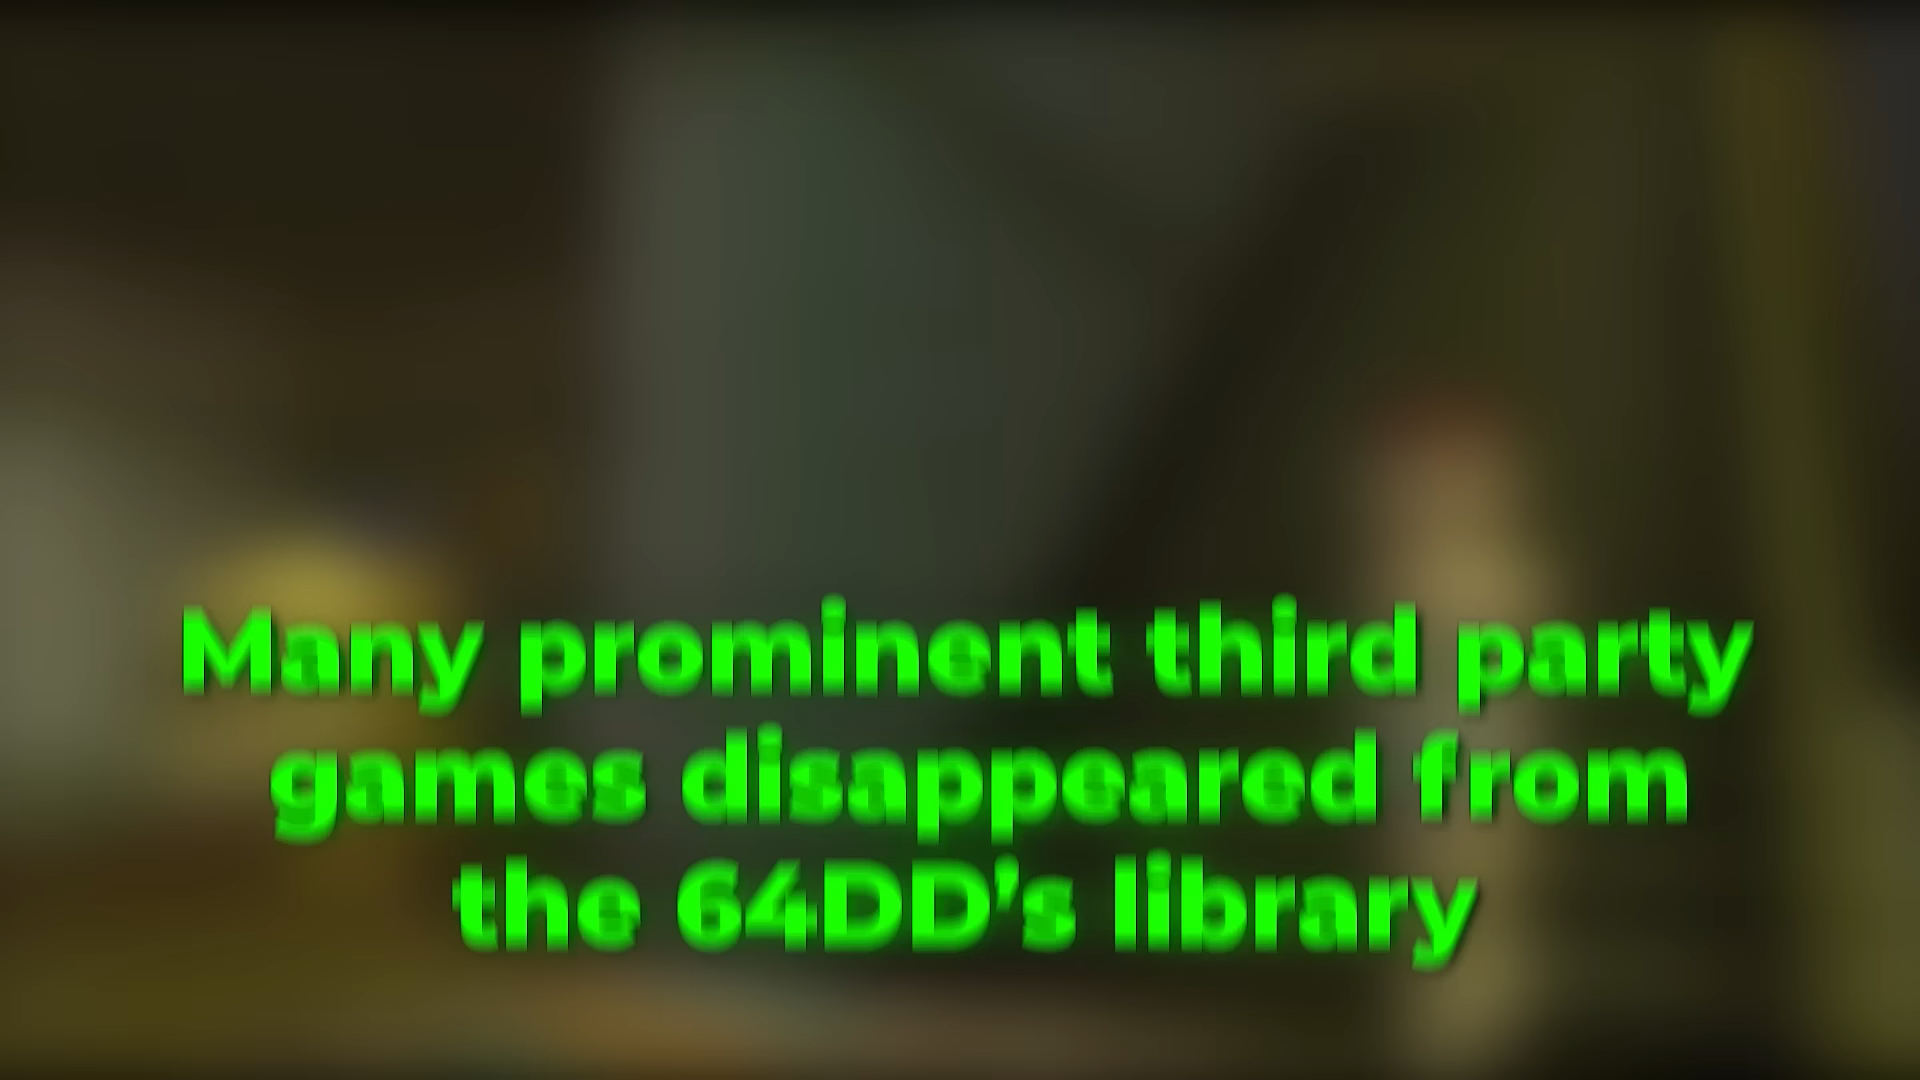 Many prominent third party
games disappeared from
the 64DD's library